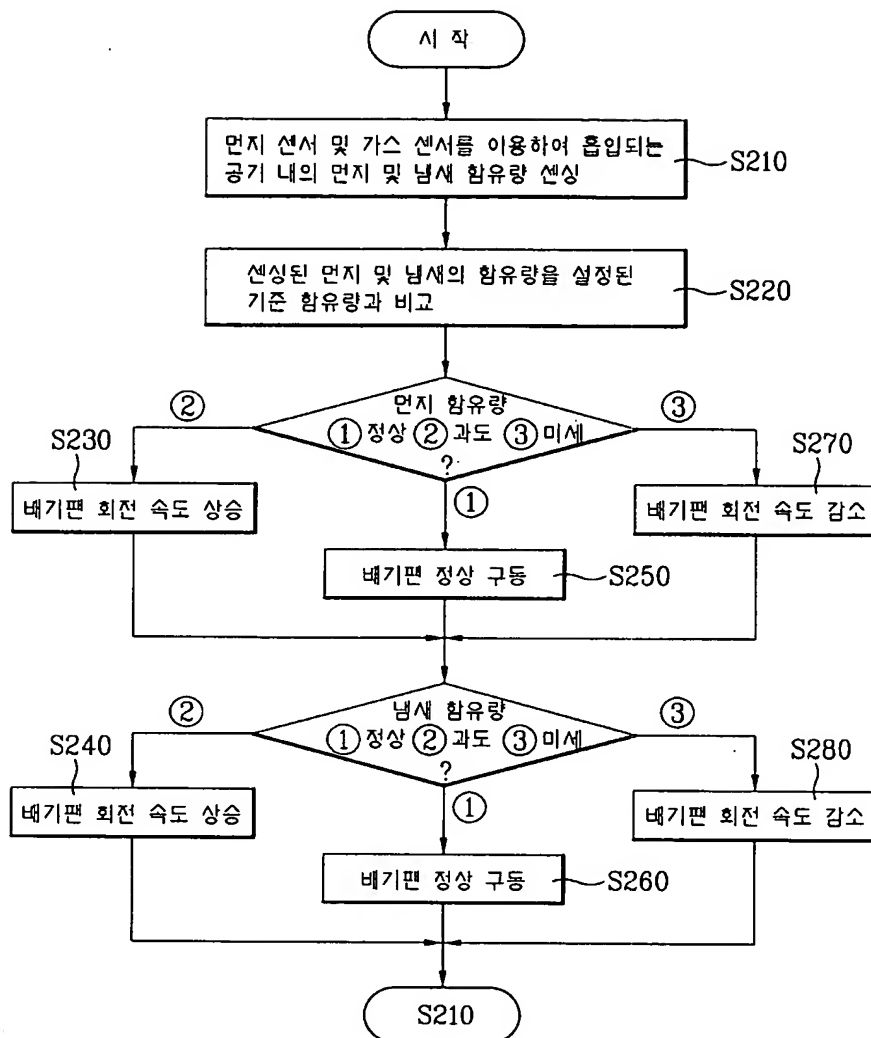 시 작
먼지 센서 및 가스 센서를 이용하여 흡입되는
공기 내의 먼지 및 냄새 함유량 센싱
S210
센싱된 먼지 및 냄새의 함유량을 설정된
기준 함유량과 비교
S220
먼지 함유량
① 정상 ② 과도 ③ 미세
?
②
③
①
S230
배기팬 회전 속도 상승
S270
배기팬 회전 속도 감소
배기팬 정상 구동
S250
냄새 함유량
① 정상 ② 과도 ③ 미세
?
②
③
①
S240
배기팬 회전 속도 상승
S280
배기팬 회전 속도 감소
배기팬 정상 구동
S260
S210